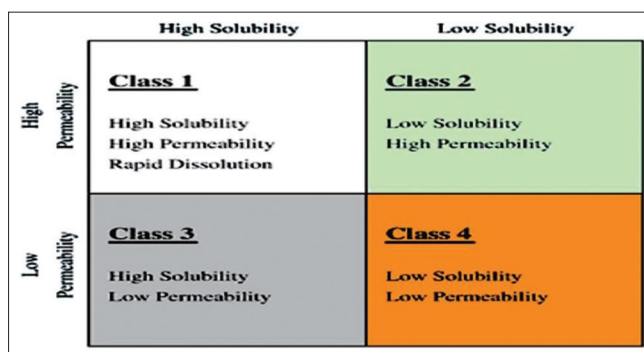 High Solubility
Low Solubility
High Permeability
Class 1
High Solubility
High Permeability
Rapid Dissolution
Class 2
Low Solubility
High Permeability
Low Permeability
Class 3
High Solubility
Low Permeability
Class 4
Low Solubility
Low Permeability